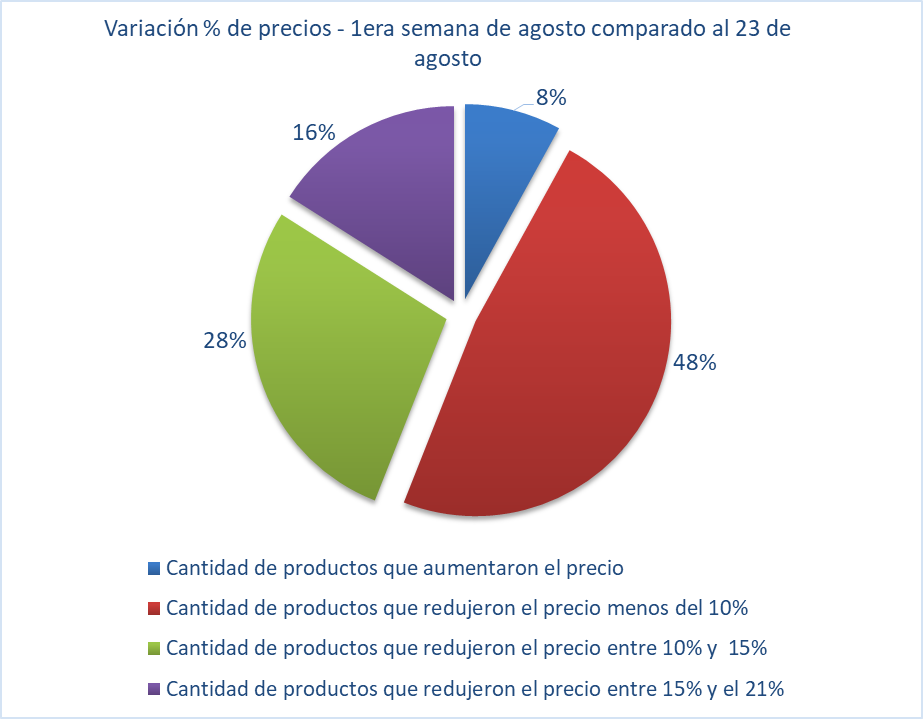 Variación % de precios - 1era semana de agosto comparado al 23 de
agosto
8%
16%
28%
48%
Cantidad de productos que aumentaron el precio
Cantidad de productos que redujeron el precio menos del 10%
Cantidad de productos que redujeron el precio entre 10% y  15%
Cantidad de productos que redujeron el precio entre 15% y el 21%